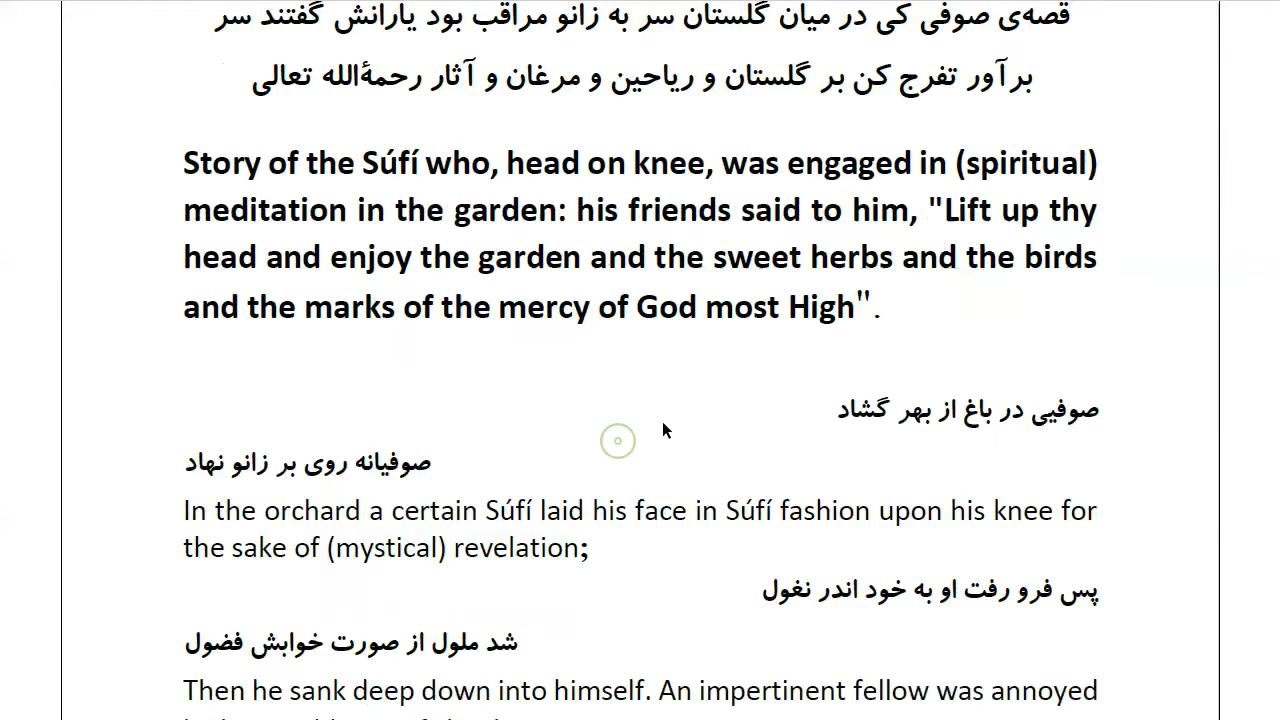 قصه‌ی صوفی کی در میان گلستان سر به زانو مراقب بود یارانش گفتند سر
برآور تفرج کن بر گلستان و ریاحین و مرغان و آثار رحمةالله تعالی
Story of the Súfí who, head on knee, was engaged in (spiritual)
meditation in the garden: his friends said to him, "Lift up thy
head and enjoy the garden and the sweet herbs and the birds
and the marks of the mercy of God most High".
صوفیی در باغ از بهر گشاد
صوفیانه روی بر زانو نهاد
In the orchard a certain Súfí laid his face in Súfí fashion upon his knee for
the sake of (mystical) revelation;
پس فرو رفت او به خود اندر نغول
شد ملول از صورت خوابش فضول
Then he sank deep down into himself. An impertinent fellow was annoyed